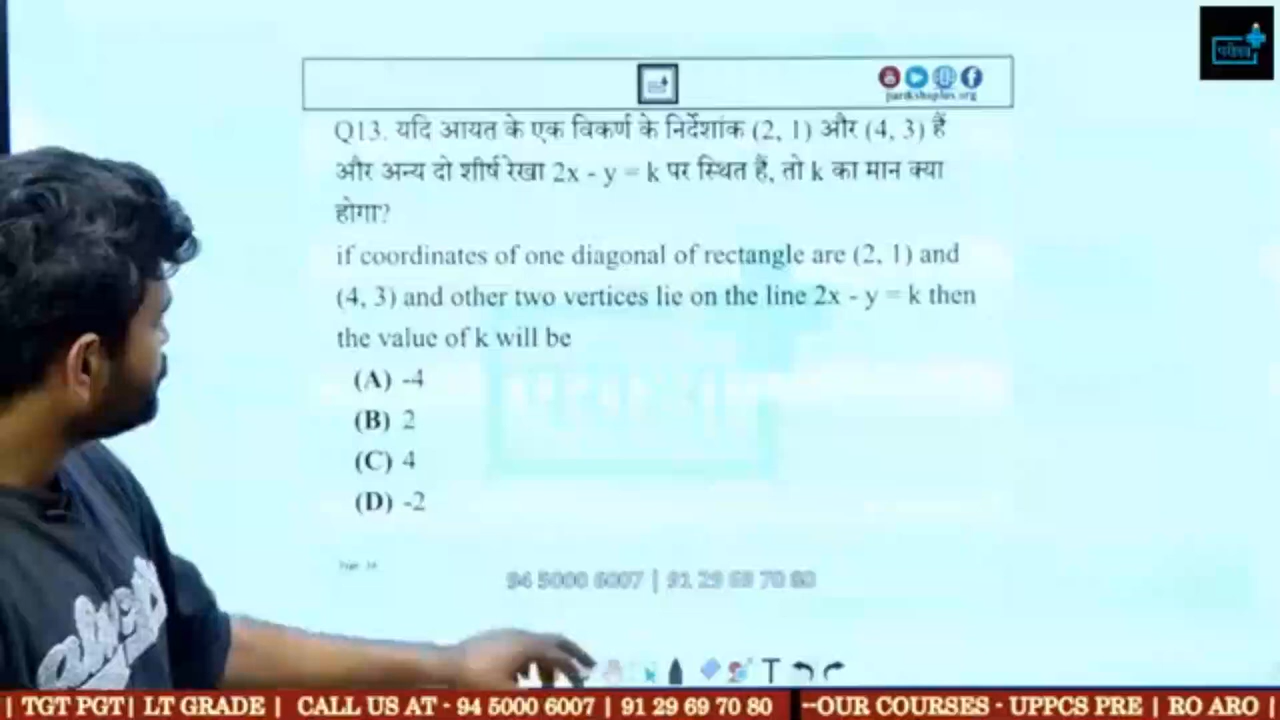 परीक्षा
parikshaplus.org
Q13. यदि आयत के एक विकर्ण के निर्देशांक (2, 1) और (4, 3) हैं
और अन्य दो शीर्ष रेखा 2x - y = k पर स्थित हैं, तो k का मान क्या
होगा?
if coordinates of one diagonal of rectangle are (2, 1) and
(4, 3) and other two vertices lie on the line 2x - y = k then
the value of k will be
(A) -4
(B) 2
(C) 4
(D) -2
94 5000 6007 | 91 29 69 70 80
T
| TGT PGT| LT GRADE | CALL US AT - 94 5000 6007 | 91 29 69 70 80 --OUR COURSES - UPPCS PRE | RO ARO |